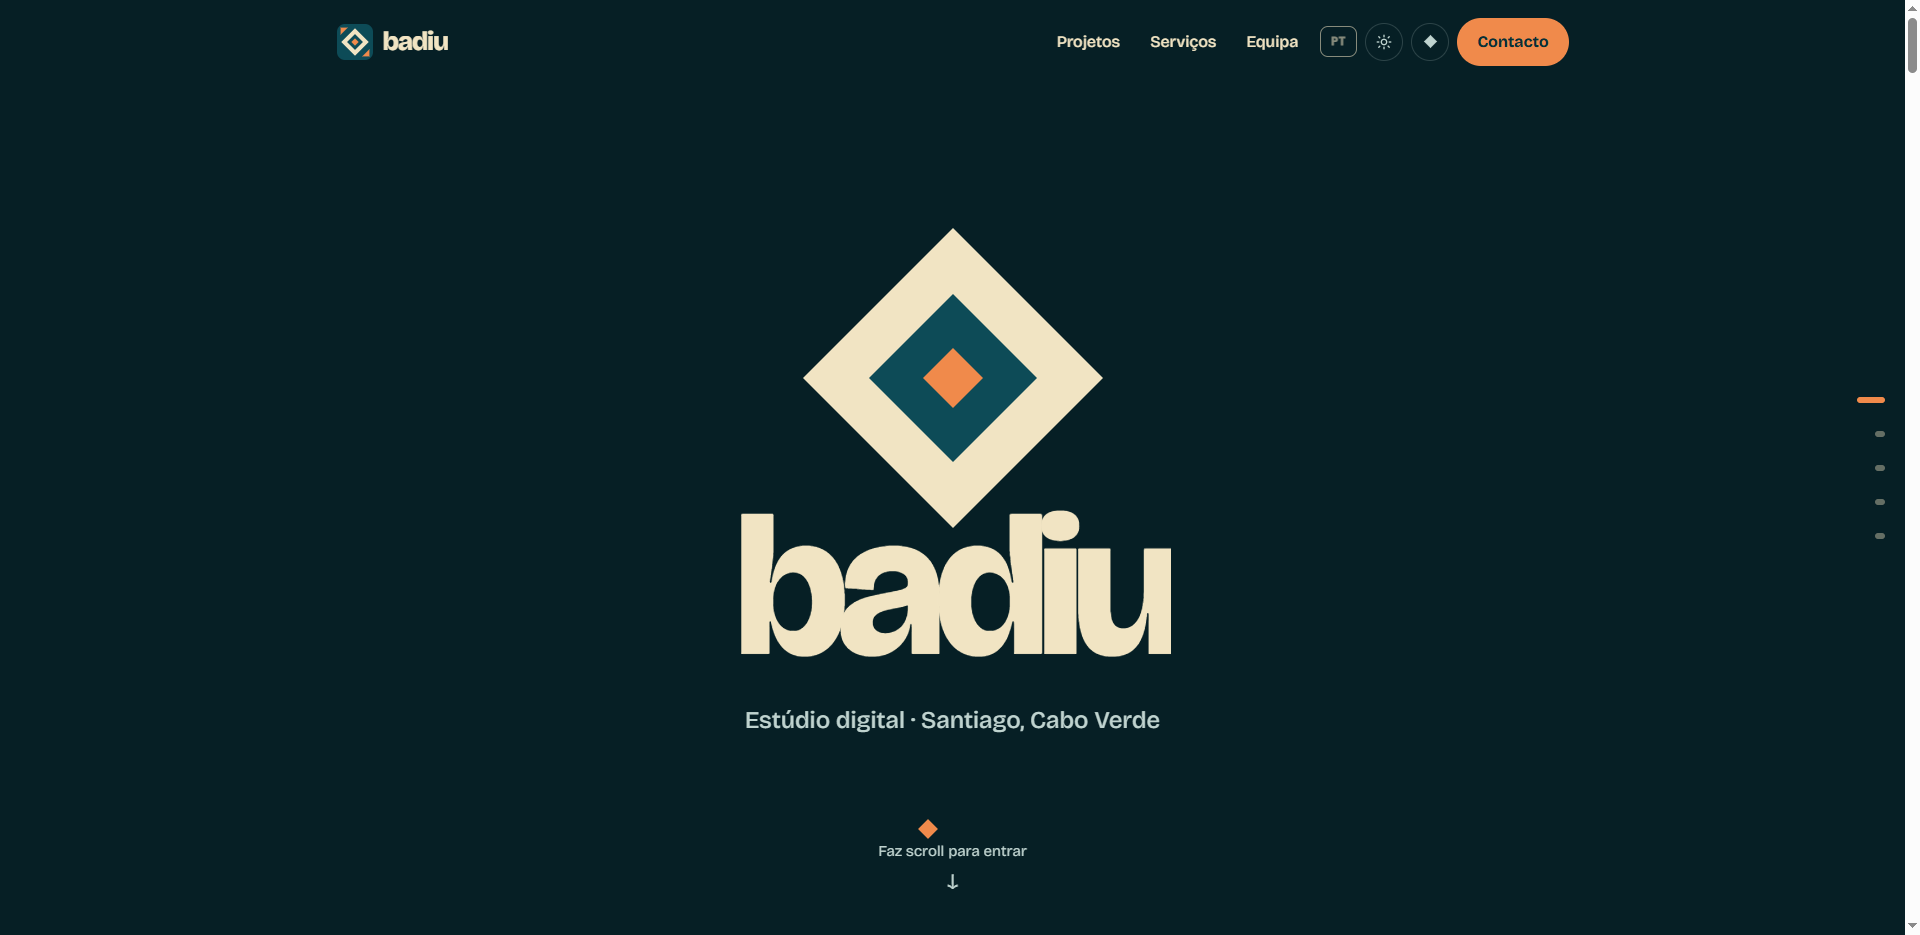 badiu
Projetos
Serviços
Equipa
PT
Contacto
badiu
Estúdio digital · Santiago, Cabo Verde
Faz scroll para entrar
↓